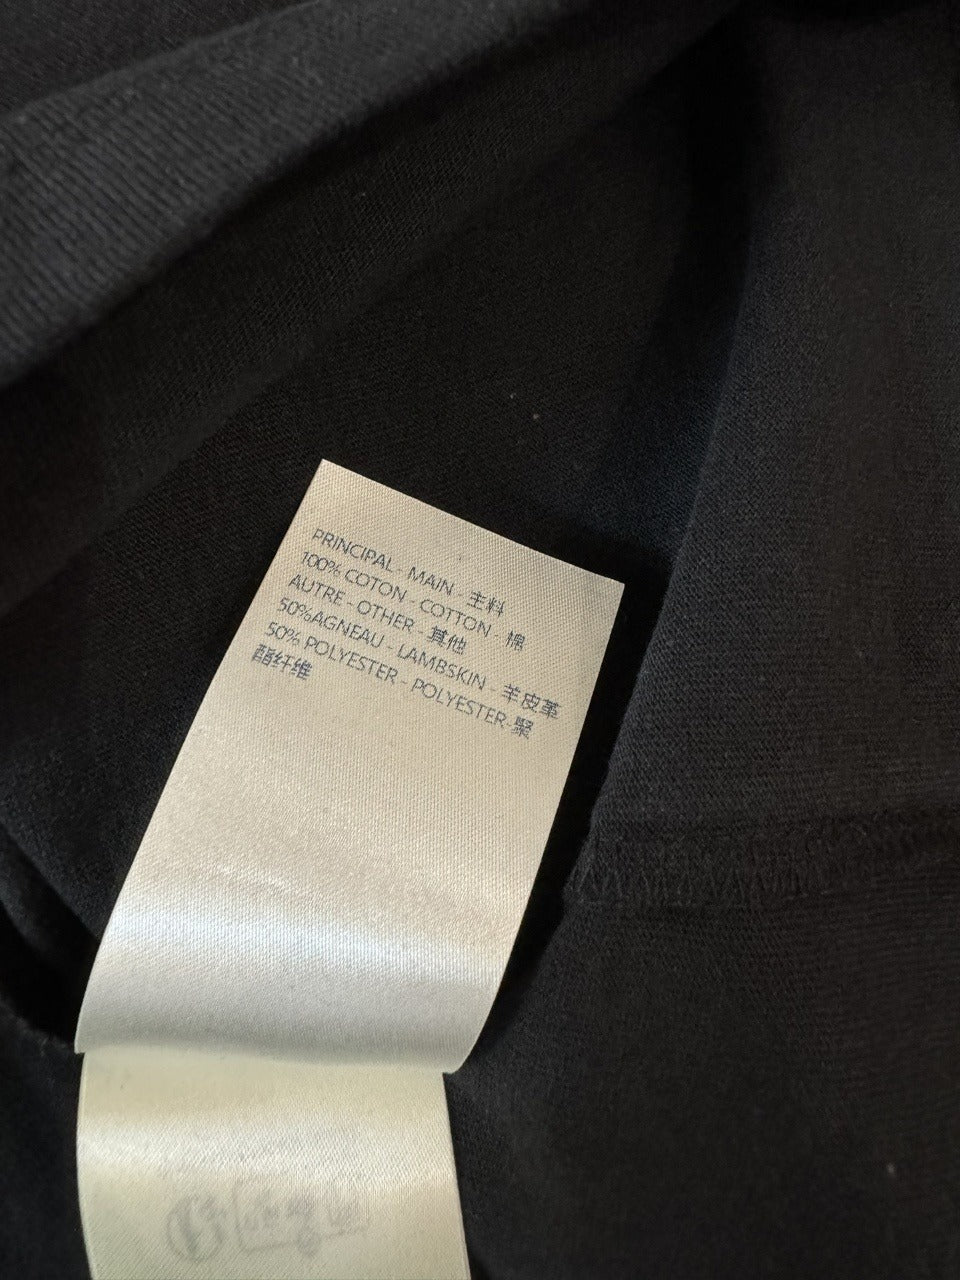 PRINCIPAL - MAIN - 主料
100% COTON - COTTON - 棉
AUTRE - OTHER - 其他
50%AGNEAU - LAMBSKIN - 羊皮革
50% POLYESTER - POLYESTER-聚
酯纤维